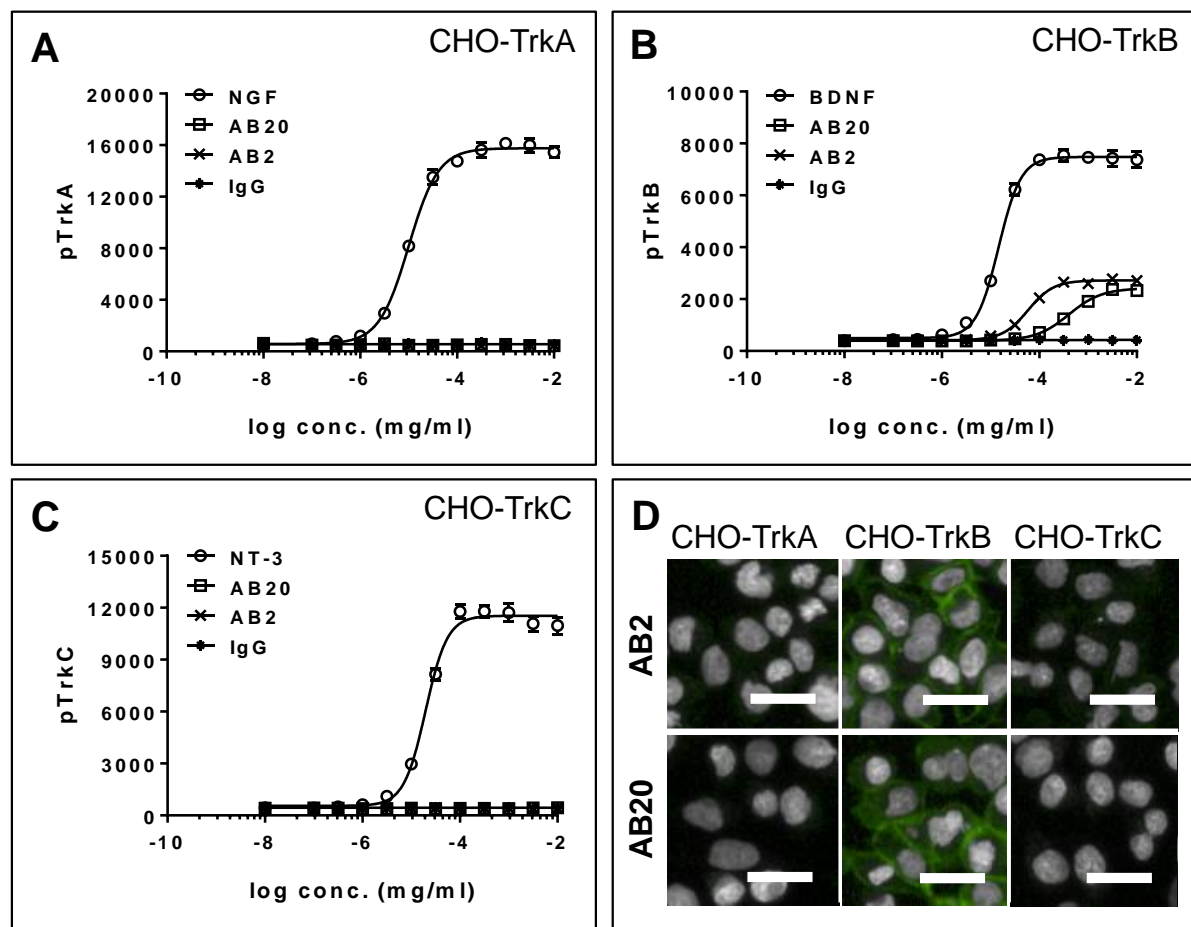 A
CHO-TrkA
20000
16000
12000
8000
4000
0
pTrkA
NGF
AB20
AB2
IgG
-10
-8
-6
-4
-2
log conc. (mg/ml)
B
CHO-TrkB
10000
8000
6000
4000
2000
0
pTrkB
BDNF
AB20
AB2
IgG
-10
-8
-6
-4
-2
log conc. (mg/ml)
C
CHO-TrkC
15000
12000
9000
6000
3000
0
pTrkC
NT-3
AB20
AB2
IgG
-10
-8
-6
-4
-2
log conc. (mg/ml)
D
CHO-TrkA CHO-TrkB CHO-TrkC
AB2
AB20